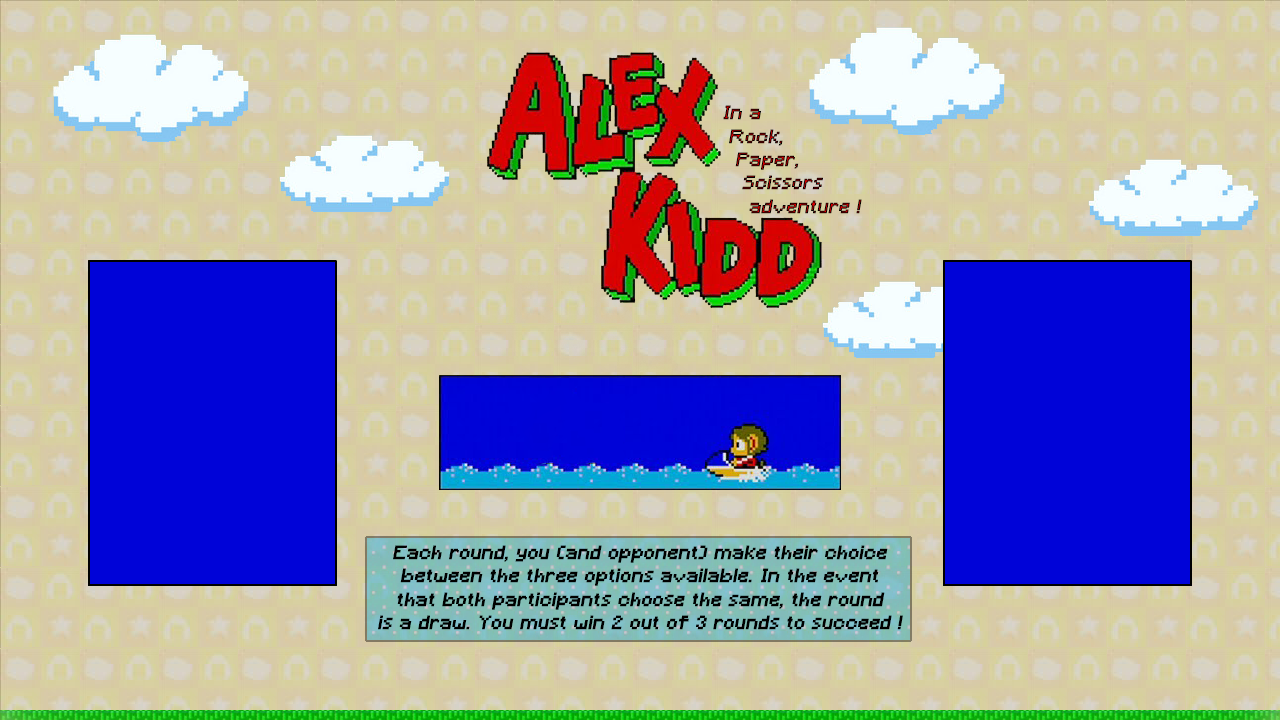 ALEX
In a
Rock,
Paper,
Scissors
adventure !
KIDD
Each round, you (and opponent) make their choice
between the three options available. In the event
that both participants choose the same, the round
is a draw. You must win 2 out of 3 rounds to succeed !